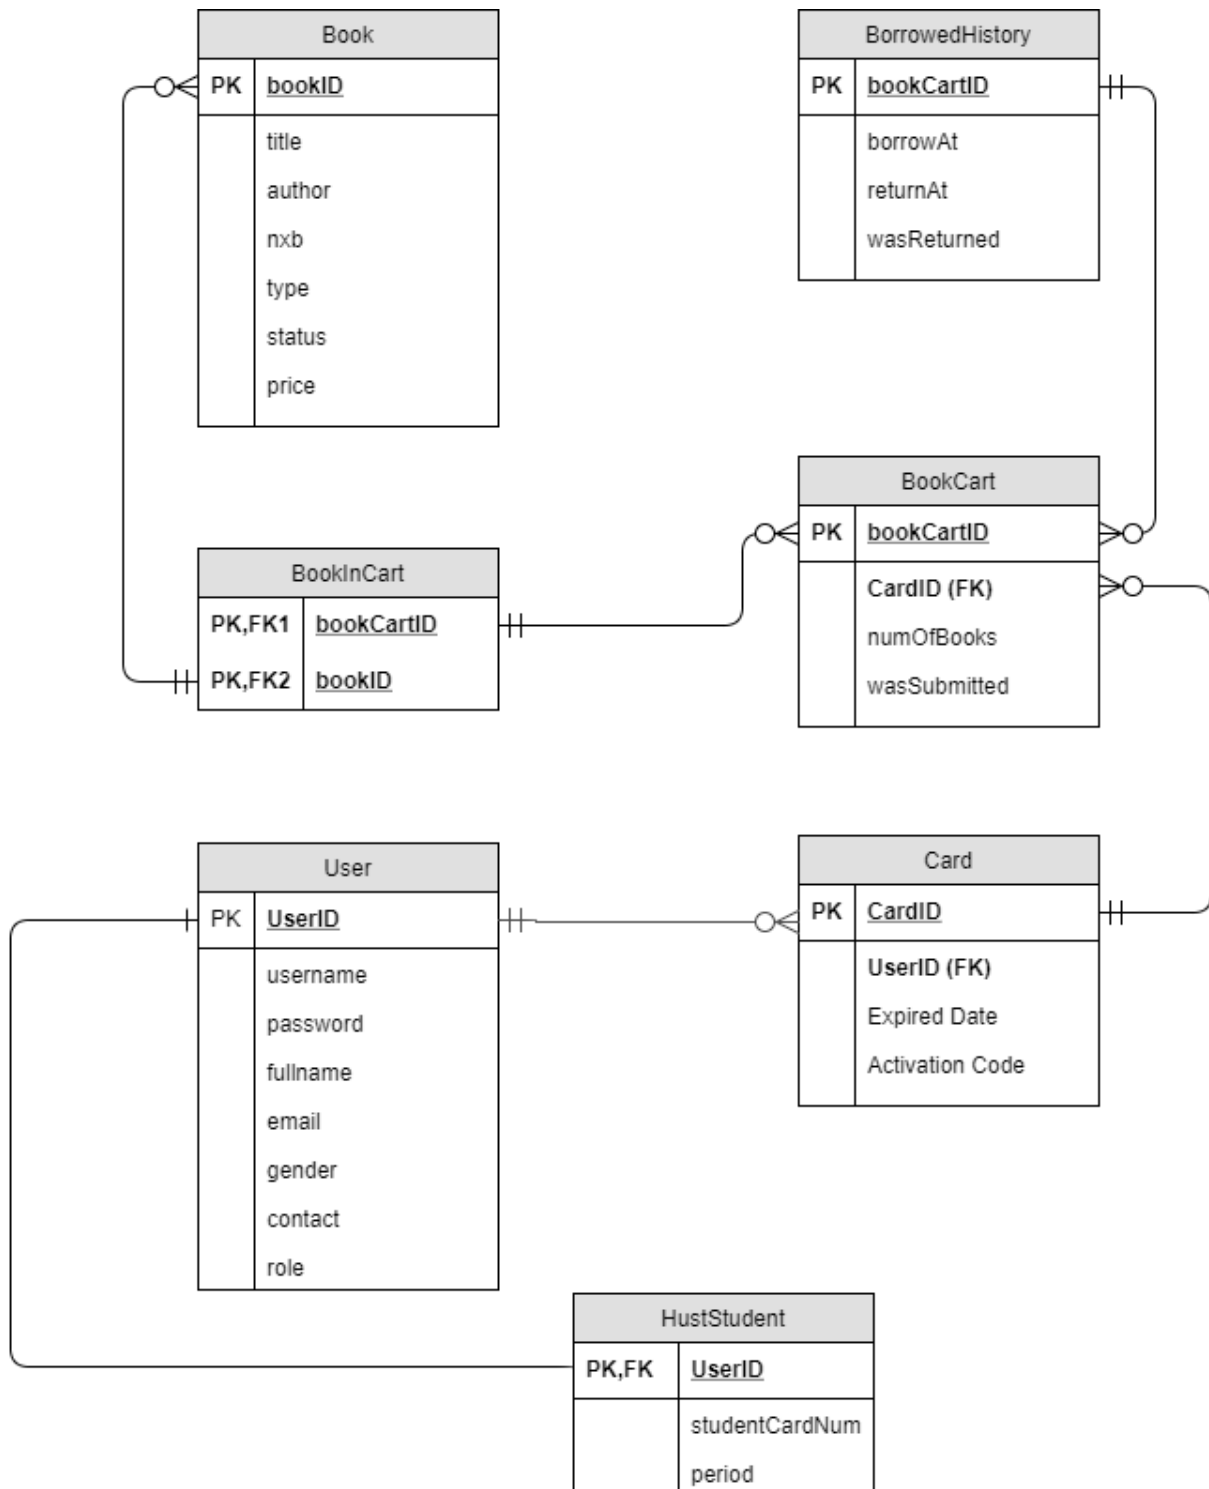 Book
PK bookID
title
author
nxb
type
status
price
BorrowedHistory
PK bookCartID
borrowAt
returnAt
wasReturned
BookCart
PK bookCartID
CardID (FK)
numOfBooks
wasSubmitted
BookInCart
PK,FK1 bookCartID
PK,FK2 bookID
User
PK UserID
username
password
fullname
email
gender
contact
role
Card
PK CardID
UserID (FK)
Expired Date
Activation Code
HustStudent
PK,FK UserID
studentCardNum
period